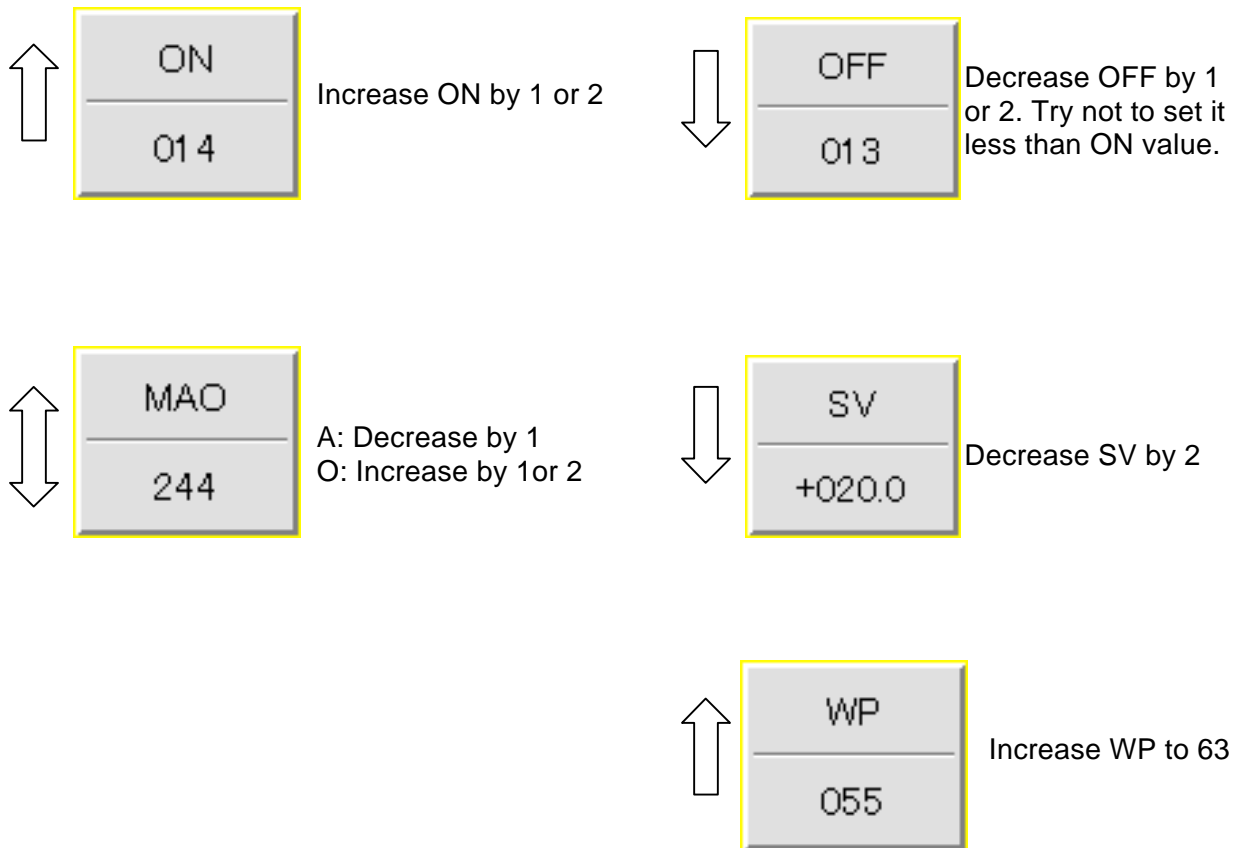 ON
014
Increase ON by 1 or 2
OFF
013
Decrease OFF by 1
or 2. Try not to set it
less than ON value.
MAO
244
A: Decrease by 1
O: Increase by 1or 2
SV
+020.0
Decrease SV by 2
WP
055
Increase WP to 63